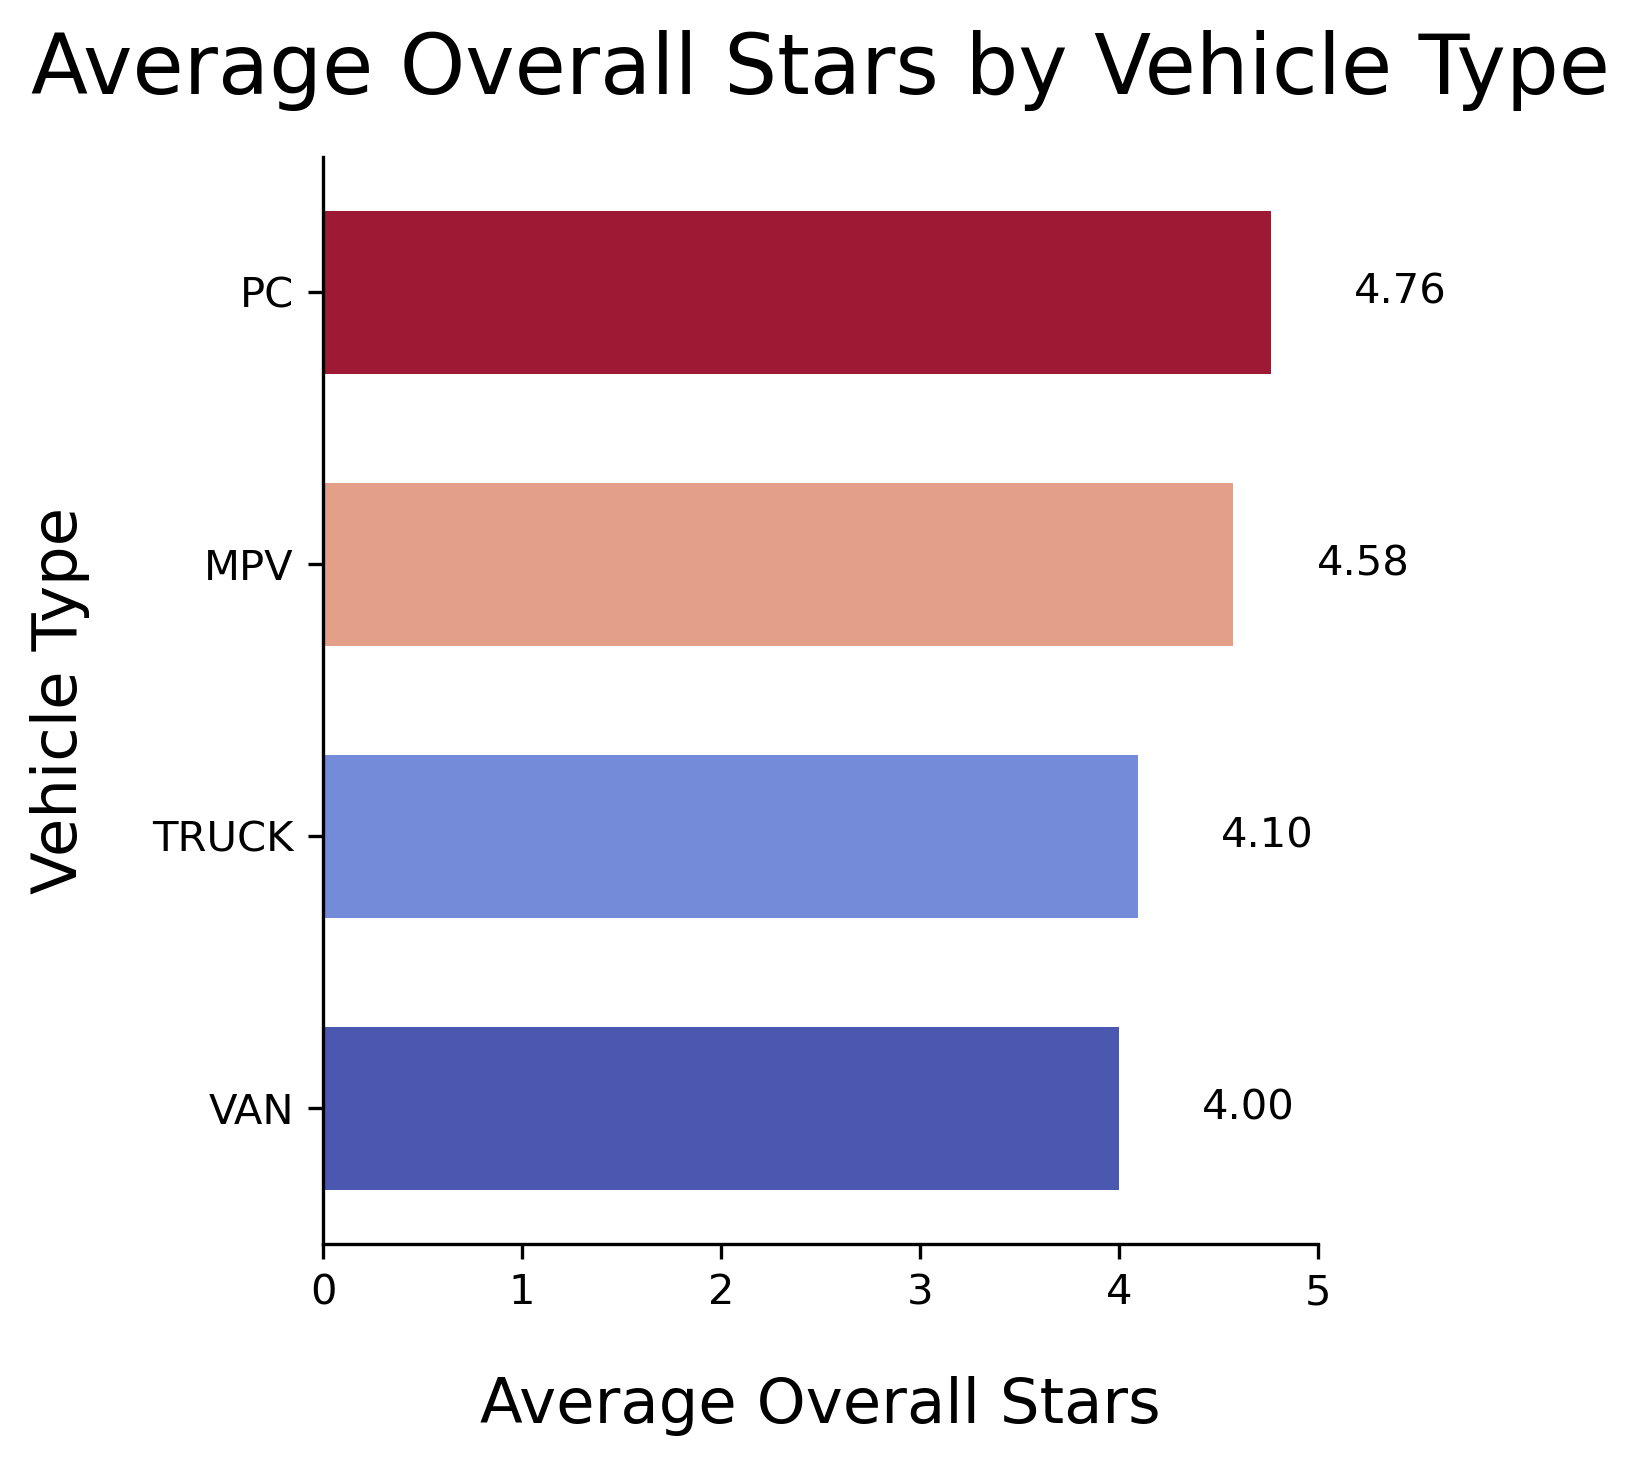 Average Overall Stars by Vehicle Type
Vehicle Type
PC
4.76
MPV
4.58
TRUCK
4.10
VAN
4.00
0 1 2 3 4 5
Average Overall Stars